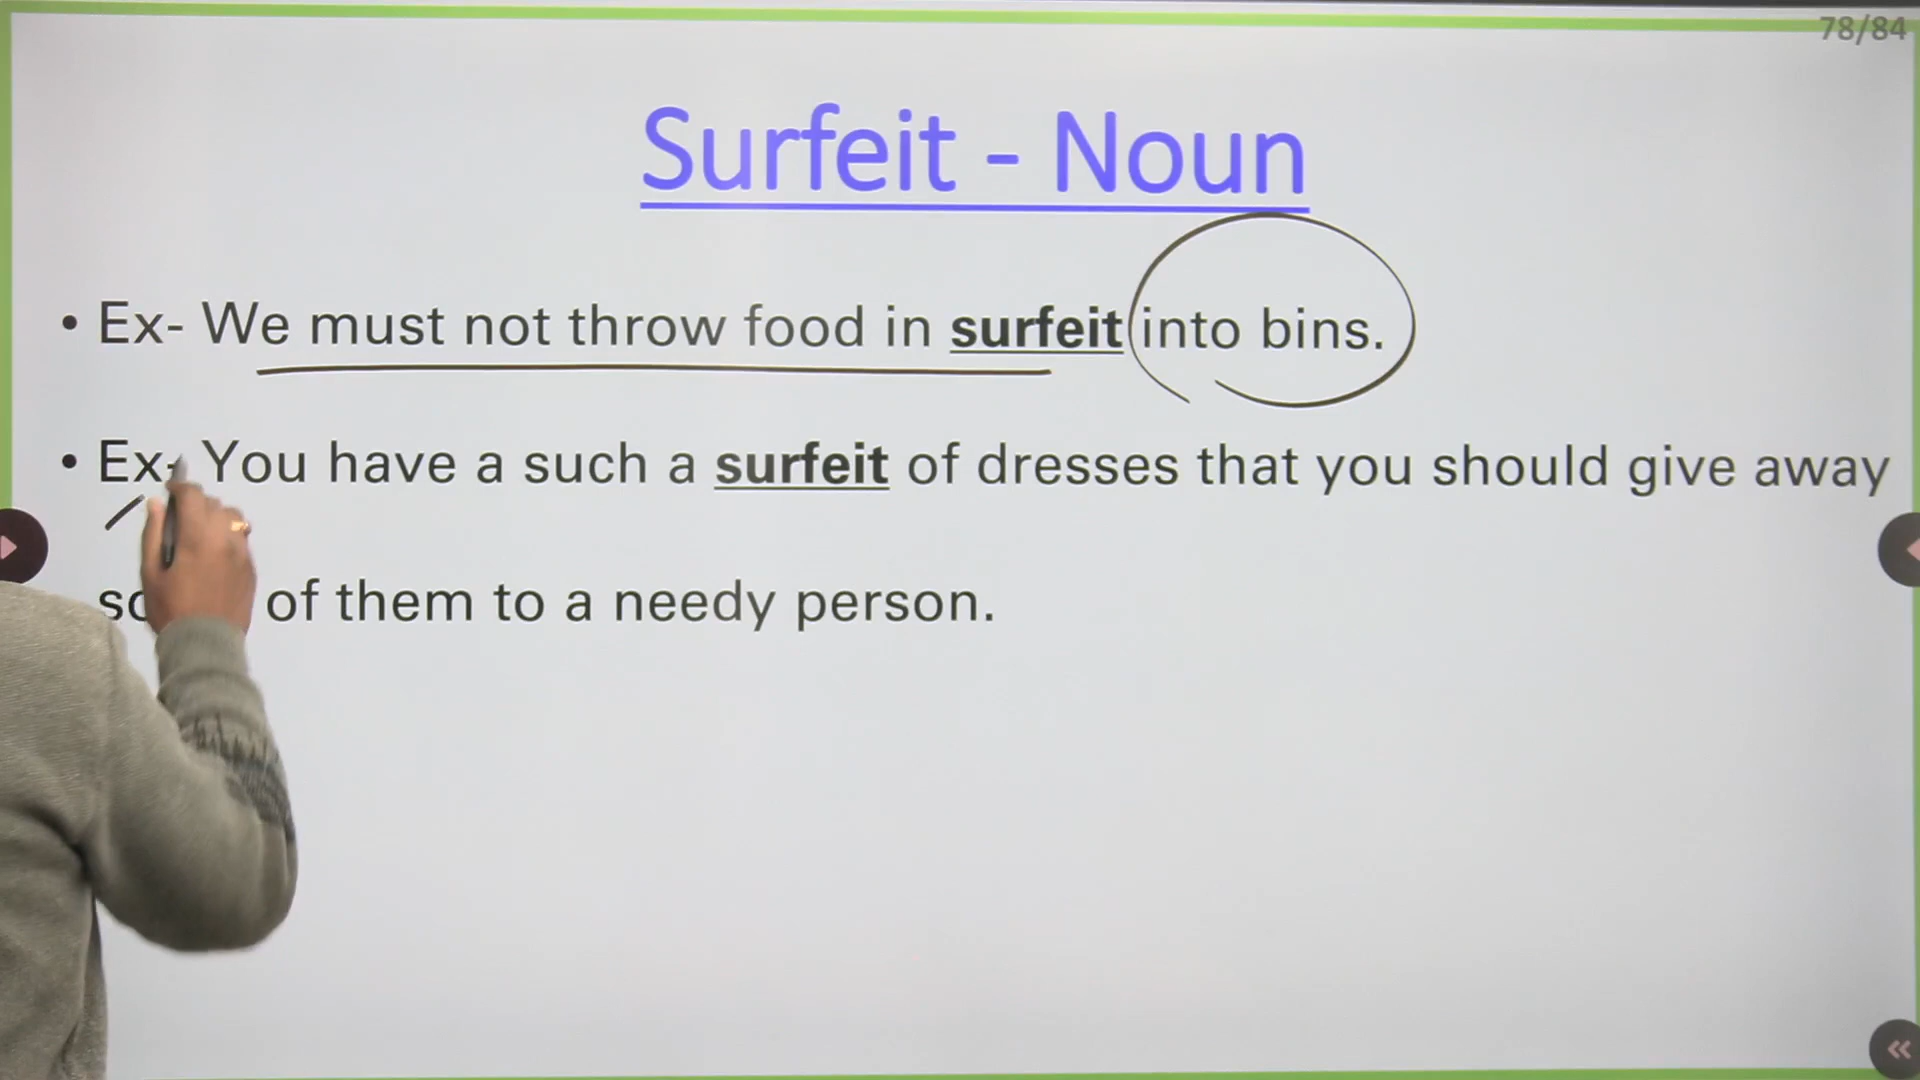 78/84
Surfeit - Noun
• Ex- We must not throw food in surfeit into bins.
• Ex- You have a such a surfeit of dresses that you should give away
of them to a needy person.